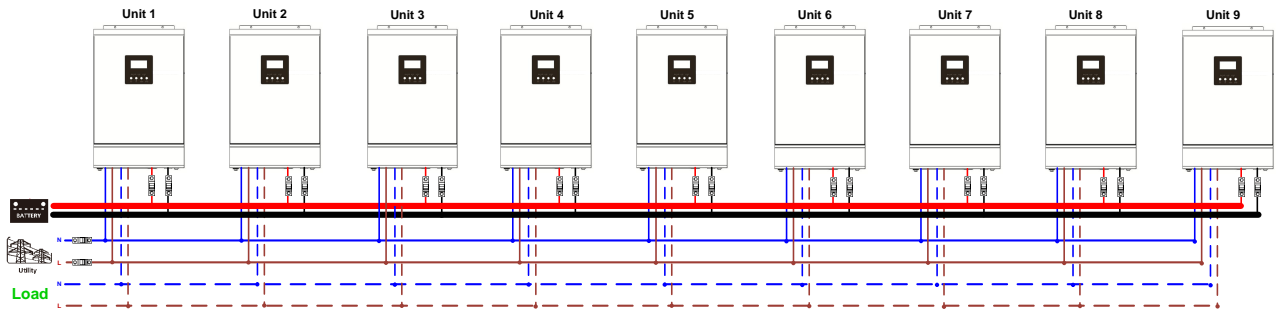 Unit 1 Unit 2 Unit 3 Unit 4 Unit 5 Unit 6 Unit 7 Unit 8 Unit 9
BATTERY
N
L
Utility
N
Load
L